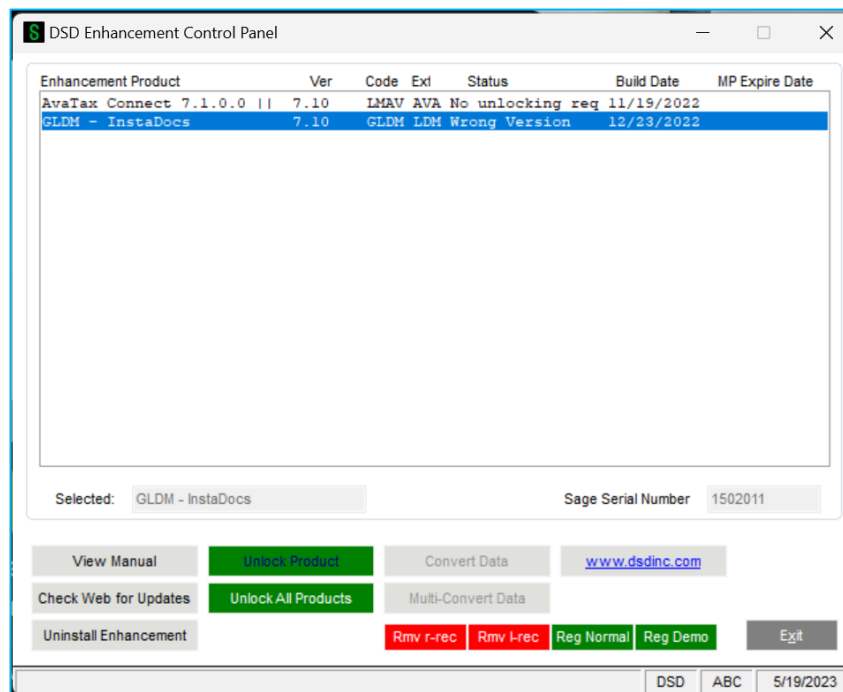 S DSD Enhancement Control Panel
Enhancement Product Ver Code Ext Status Build Date MP Expire Date
AvaTax Connect 7.1.0.0 || 7.10 LMAV AVA No unlocking req 11/19/2022
GLDM - InstaDocs 7.10 GLDM LDM Wrong Version 12/23/2022
Selected: GLDM - InstaDocs Sage Serial Number 1502011
View Manual Unlock Product Convert Data www.dsdinc.com
Check Web for Updates Unlock All Products Multi-Convert Data
Uninstall Enhancement Rmv r-rec Rmv l-rec Reg Normal Reg Demo Exit
DSD ABC 5/19/2023